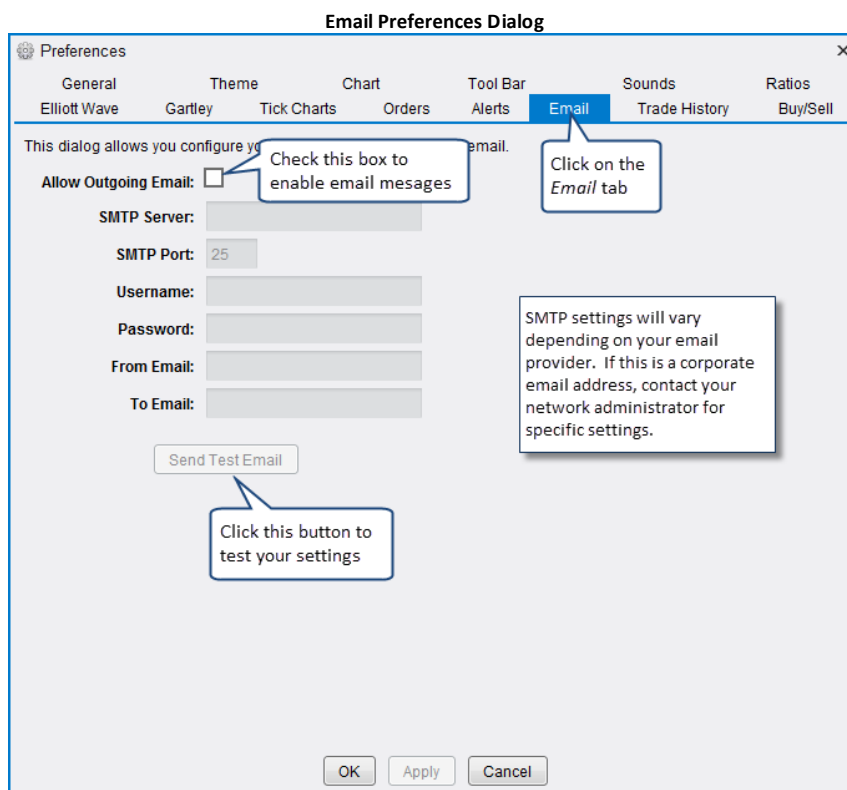 Email Preferences Dialog
Preferences
General Theme Chart Tool Bar Sounds Ratios
Elliott Wave Gartley Tick Charts Orders Alerts Email Trade History Buy/Sell
This dialog allows you configure email.
Check this box to
enable email mesages
Click on the
Email tab
Allow Outgoing Email:
SMTP Server:
SMTP Port: 25
Username:
Password:
From Email:
To Email:
SMTP settings will vary
depending on your email
provider. If this is a corporate
email address, contact your
network administrator for
specific settings.
Send Test Email
Click this button to
test your settings
OK Apply Cancel